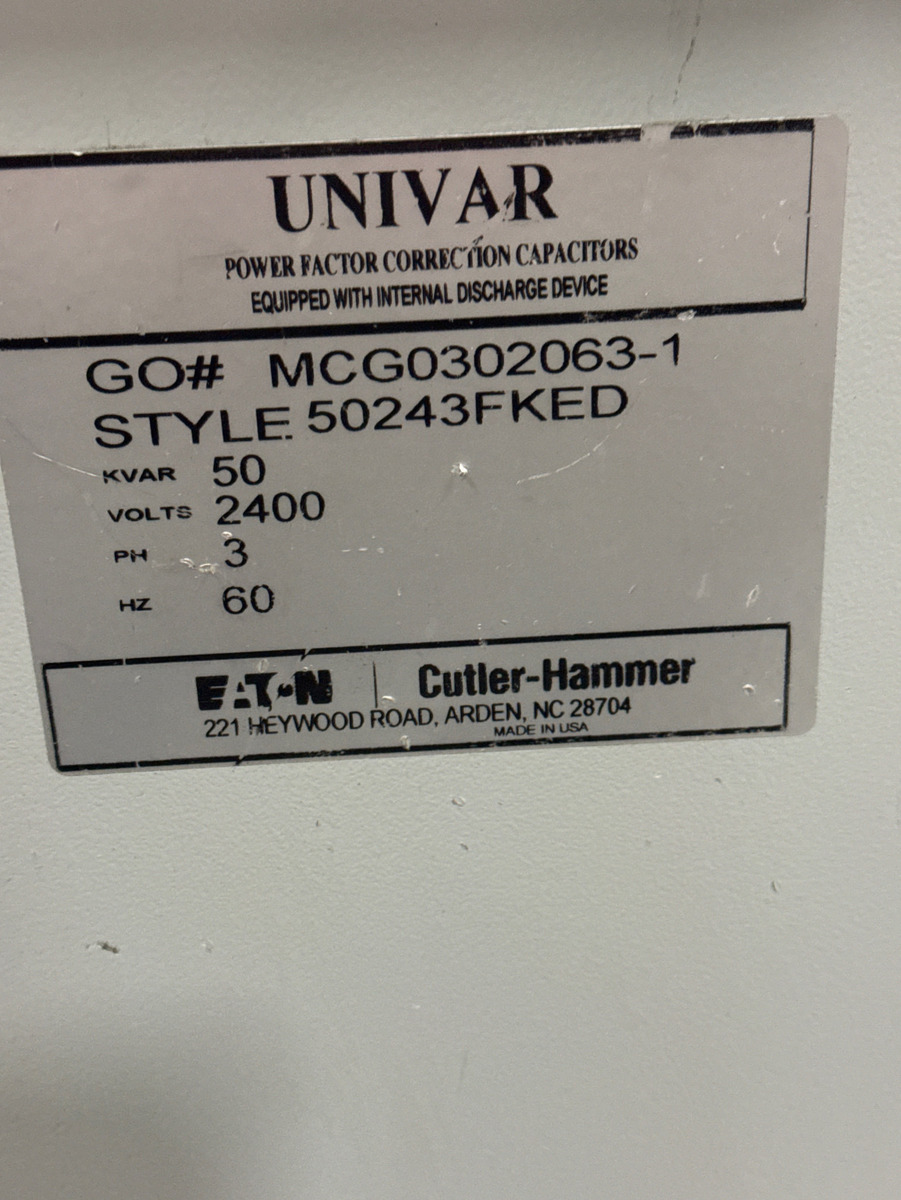 UNIVAR
POWER FACTOR CORRECTION CAPACITORS
EQUIPPED WITH INTERNAL DISCHARGE DEVICE
GO# MCG0302063-1
STYLE 50243FKED
KVAR 50
VOLTS 2400
PH 3
HZ 60
EATON | Cutler-Hammer
221 HEYWOOD ROAD, ARDEN, NC 28704
MADE IN USA